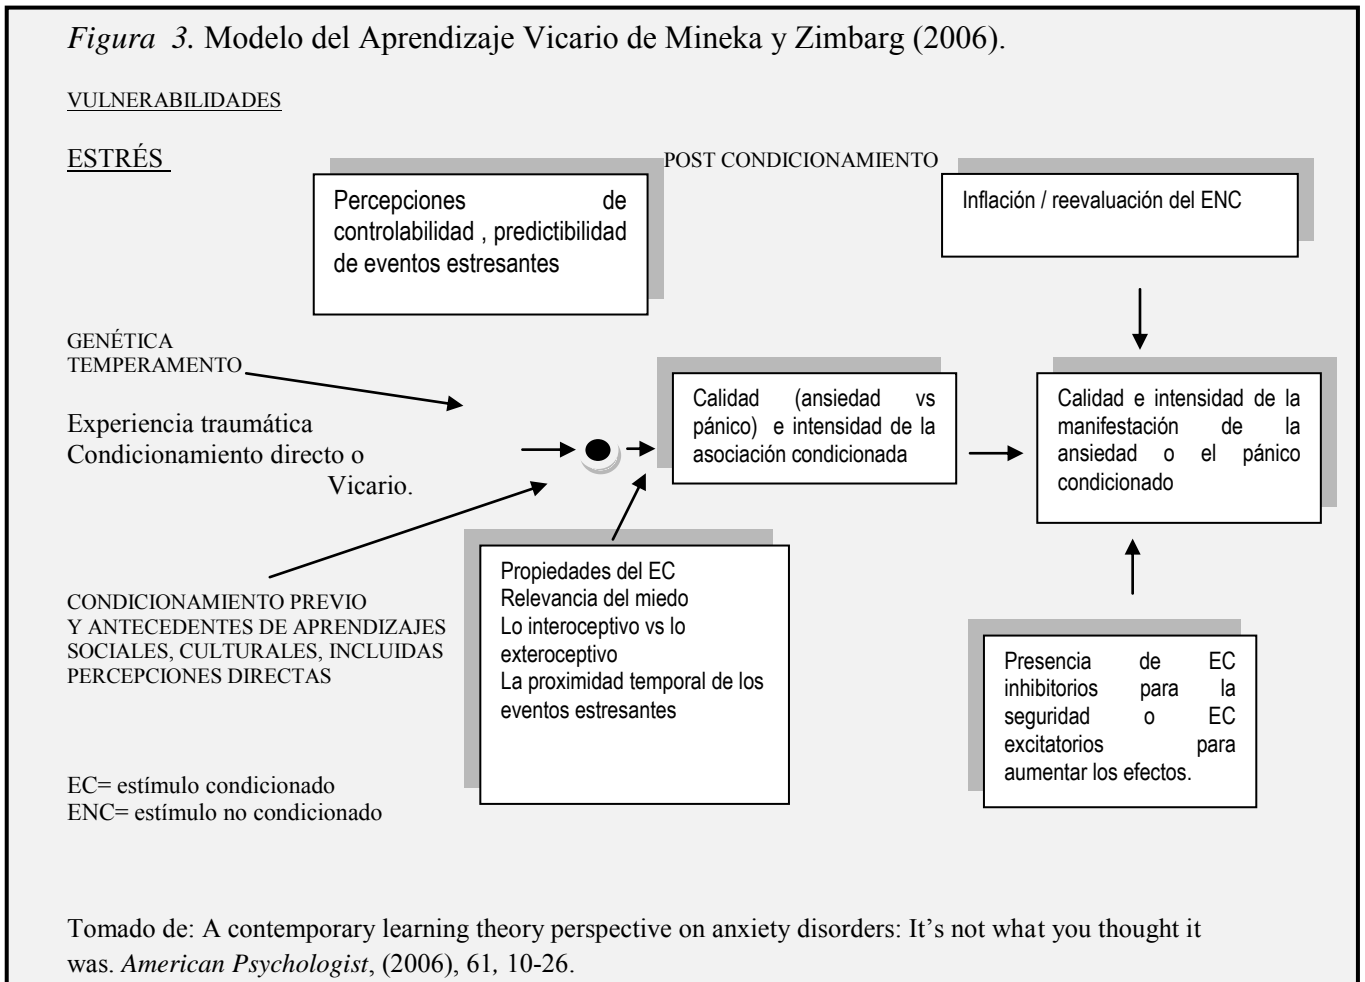 Figura 3. Modelo del Aprendizaje Vicario de Mineka y Zimbarg (2006).
VULNERABILIDADES
ESTRÉS
POST CONDICIONAMIENTO
Percepciones de
controlabilidad , predictibilidad
de eventos estresantes
Inflación / reevaluación del ENC
GENÉTICA
TEMPERAMENTO
Experiencia traumática
Condicionamiento directo o
Vicario.
Calidad (ansiedad vs
pánico) e intensidad de la
asociación condicionada
Calidad e intensidad de la
manifestación de la
ansiedad o el pánico
condicionado
CONDICIONAMIENTO PREVIO
Y ANTECEDENTES DE APRENDIZAJES
SOCIALES, CULTURALES, INCLUIDAS
PERCEPCIONES DIRECTAS
Propiedades del EC
Relevancia del miedo
Lo interoceptivo vs lo
exteroceptivo
La proximidad temporal de los
eventos estresantes
Presencia de EC
inhibitorios para la
seguridad o EC
excitatorios para
aumentar los efectos.
EC= estímulo condicionado
ENC= estímulo no condicionado
Tomado de: A contemporary learning theory perspective on anxiety disorders: It’s not what you thought it
was. American Psychologist, (2006), 61, 10-26.